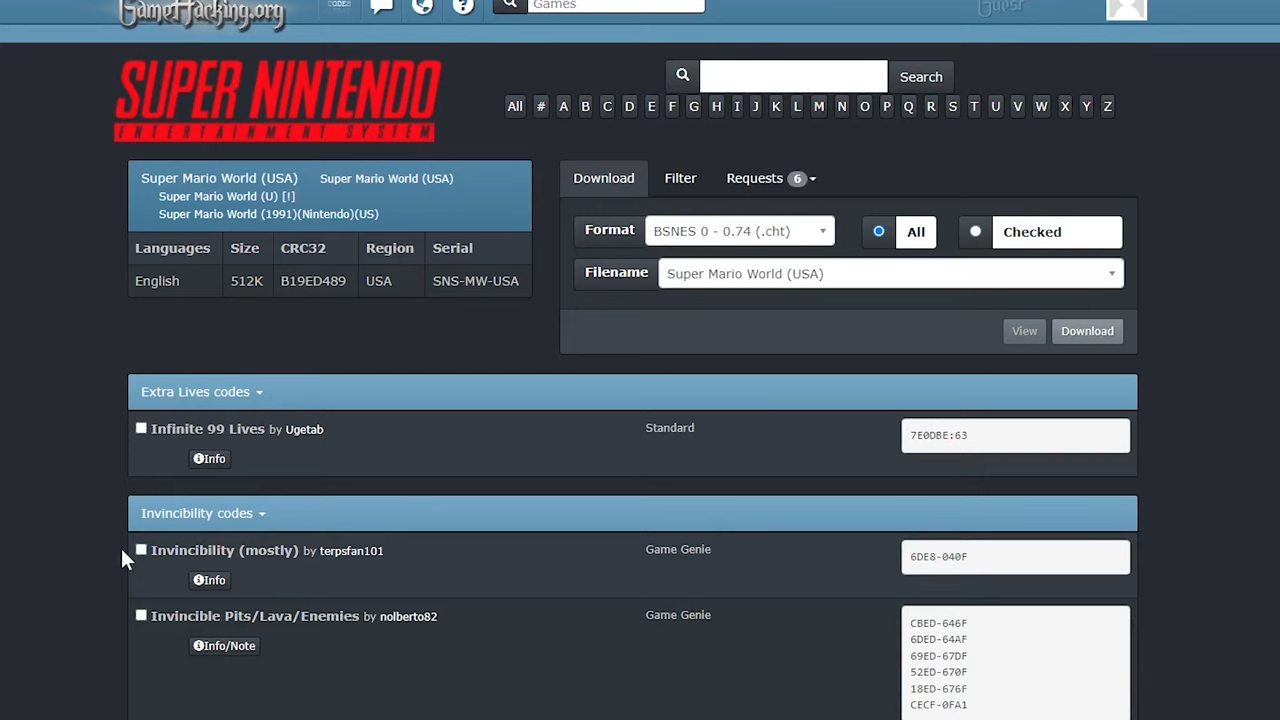 GameHacking.org
CODES
Games
Guest
SUPER NINTENDO
ENTERTAINMENT SYSTEM
Search
All # A B C D E F G H I J K L M N O P Q R S T U V W X Y Z
Super Mario World (USA) Super Mario World (USA)
Super Mario World (U) [!]
Super Mario World (1991)(Nintendo)(US)
Languages Size CRC32 Region Serial
English 512K B19ED489 USA SNS-MW-USA
Download Filter Requests 6
Format BSNES 0 - 0.74 (.cht) All Checked
Filename Super Mario World (USA)
View Download
Extra Lives codes
Infinite 99 Lives by Ugetab Standard 7E0DBE:63
Info
Invincibility codes
Invincibility (mostly) by terpsfan101 Game Genie 6DE8-040F
Info
Invincible Pits/Lava/Enemies by nolberto82 Game Genie CBED-646F
6DED-64AF
Info/Note
69ED-67DF
52ED-670F
18ED-676F
CECF-0FA1